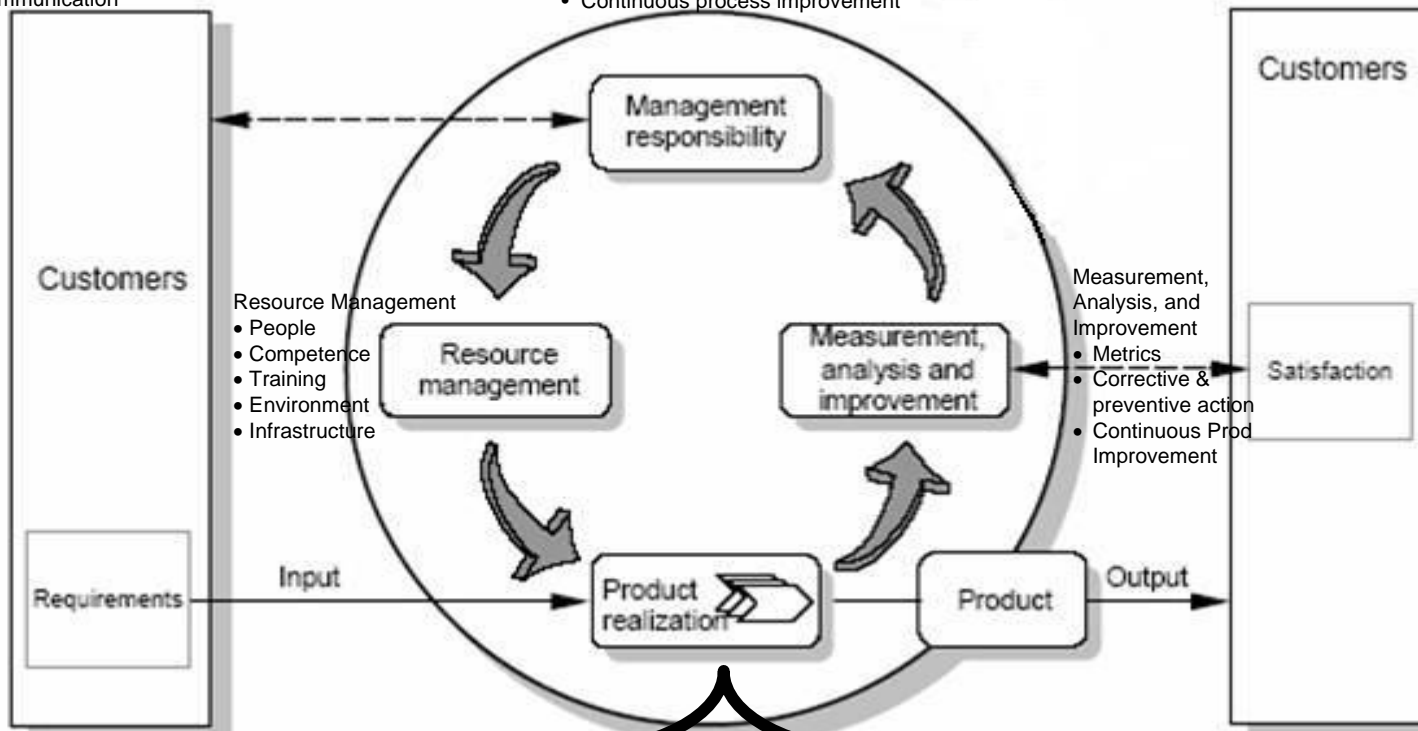 • Continuous process improvement
Customers
Management
responsibility
Customers
Resource Management
• People
• Competence
• Training
• Environment
• Infrastructure
Resource
management
Measurement,
analysis and
improvement
Measurement,
Analysis, and
Improvement
• Metrics
• Corrective &
preventive action
• Continuous Prod
Improvement
Satisfaction
Requirements
Input
Product
realization
Product
Output